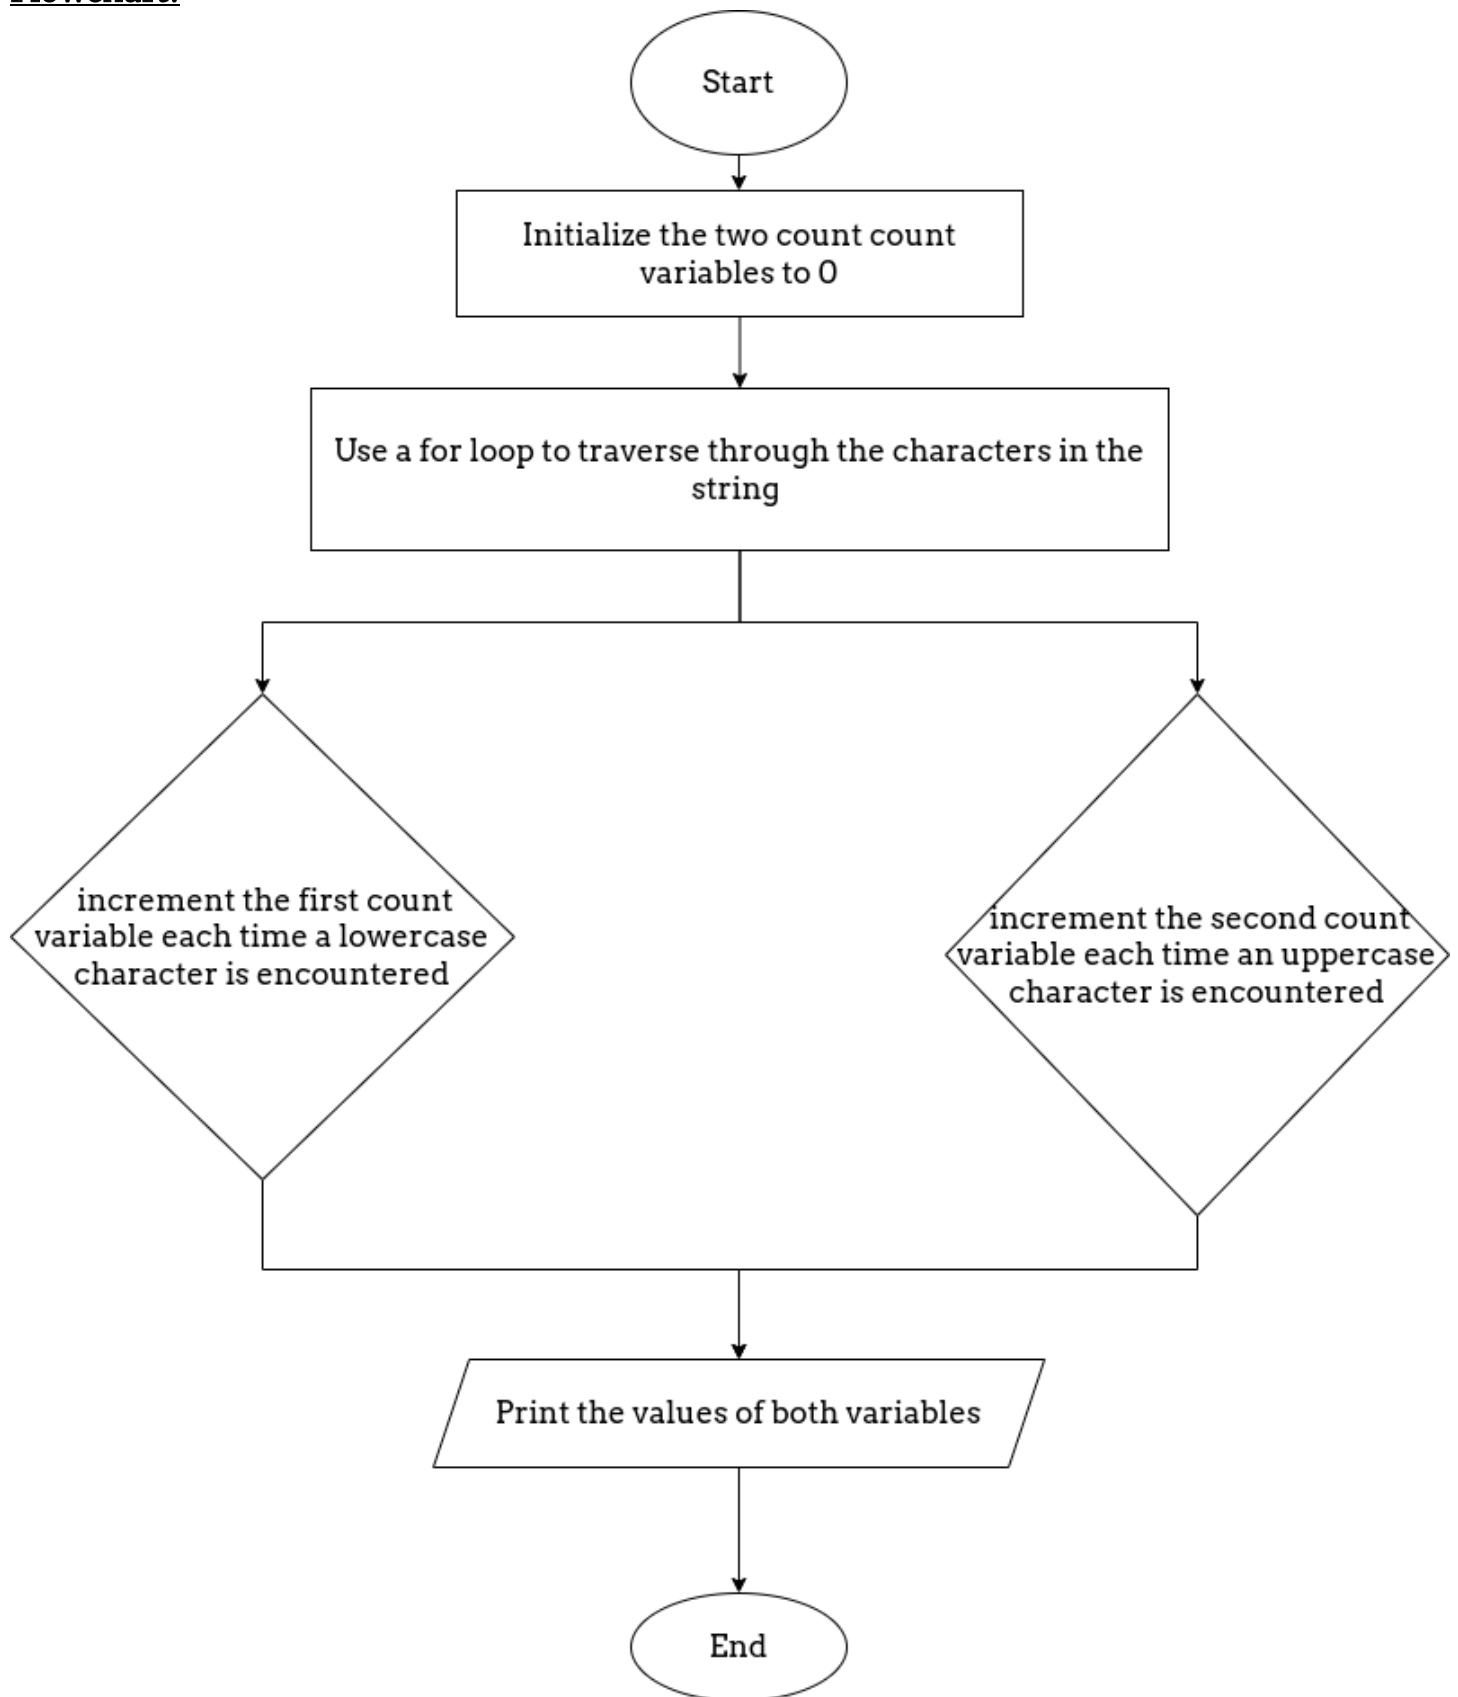 Flowchart:
Start
Initialize the two count count
variables to 0
Use a for loop to traverse through the characters in the
string
increment the first count
variable each time a lowercase
character is encountered
increment the second count
variable each time an uppercase
character is encountered
Print the values of both variables
End